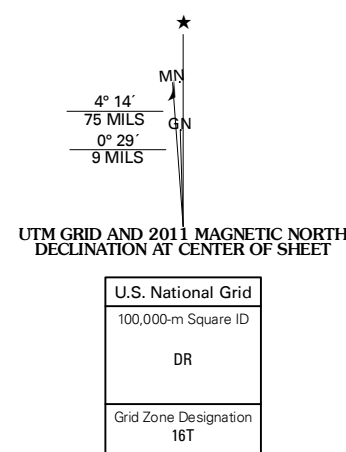 ★
MN
4° 14´
75 MILS
GN
0° 29´
9 MILS
UTM GRID AND 2011 MAGNETIC NORTH
DECLINATION AT CENTER OF SHEET
U.S. National Grid
100,000-m Square ID
DR
Grid Zone Designation
16T